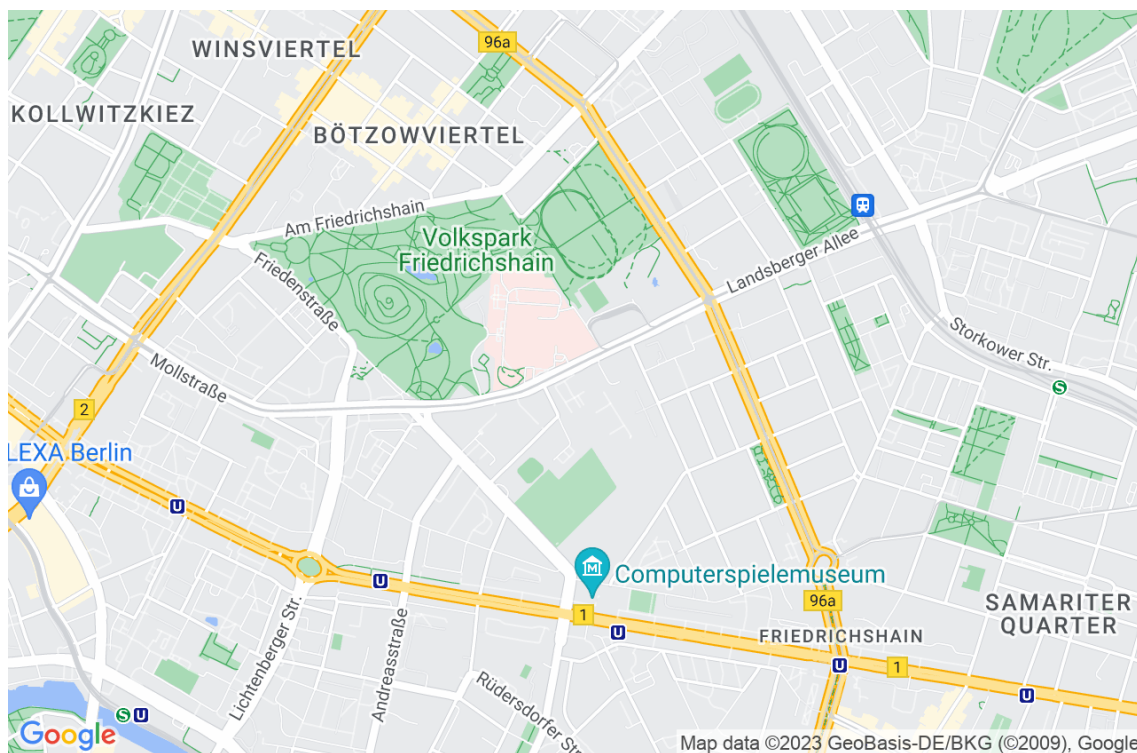 96a
WINSVIERTEL
KOLLWITZKIEZ
BÖTZOWVIERTEL
Am Friedrichshain
Volkspark
Friedrichshain
Friedenstraße
Landsberger Allee
Storkower Str.
S
Mollstraße
2
LEXA Berlin
U
U
M
Computerspielemuseum
1
U
96a
SAMARITER
QUARTER
FRIEDRICHSHAIN
U
1
U
Lichtenberger Str.
Andreasstraße
Rüdersdorfer Str
S U
Google
Map data ©2023 GeoBasis-DE/BKG (©2009), Google